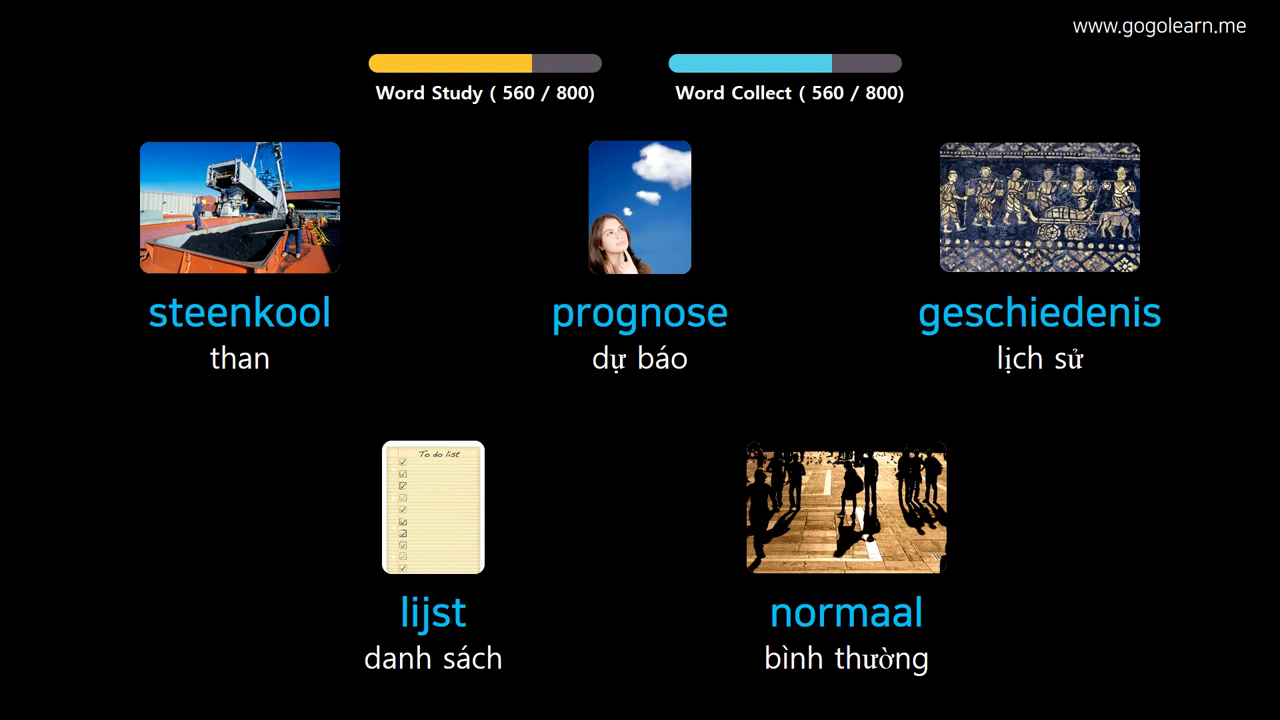 www.gogolearn.me
Word Study ( 560 / 800)
Word Collect ( 560 / 800)
steenkool
than
prognose
dự báo
geschiedenis
lịch sử
To do list
lijst
danh sách
normaal
bình thường